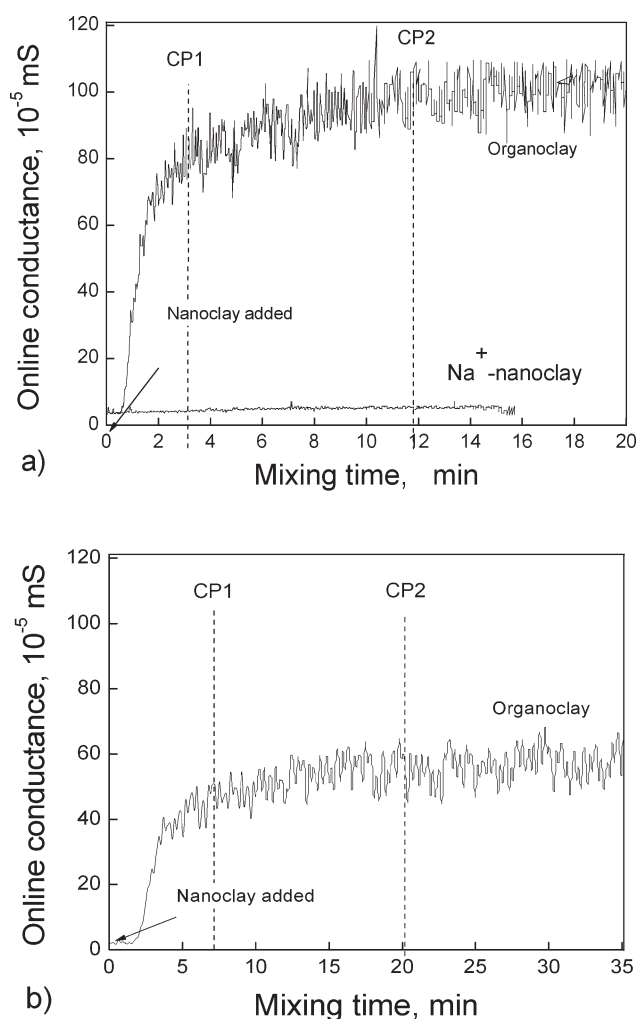 120
CP1
CP2
100
Organoclay
80
60
Nanoclay added
40
20
Na+ -nanoclay
0
0 2 4 6 8 10 12 14 16 18 20
Online conductance, 10-5 mS
a)
Mixing time, min
120
CP1
CP2
100
80
Organoclay
60
40
Nanoclay added
20
0
0 5 10 15 20 25 30 35
Online conductance, 10-5 mS
b)
Mixing time, min